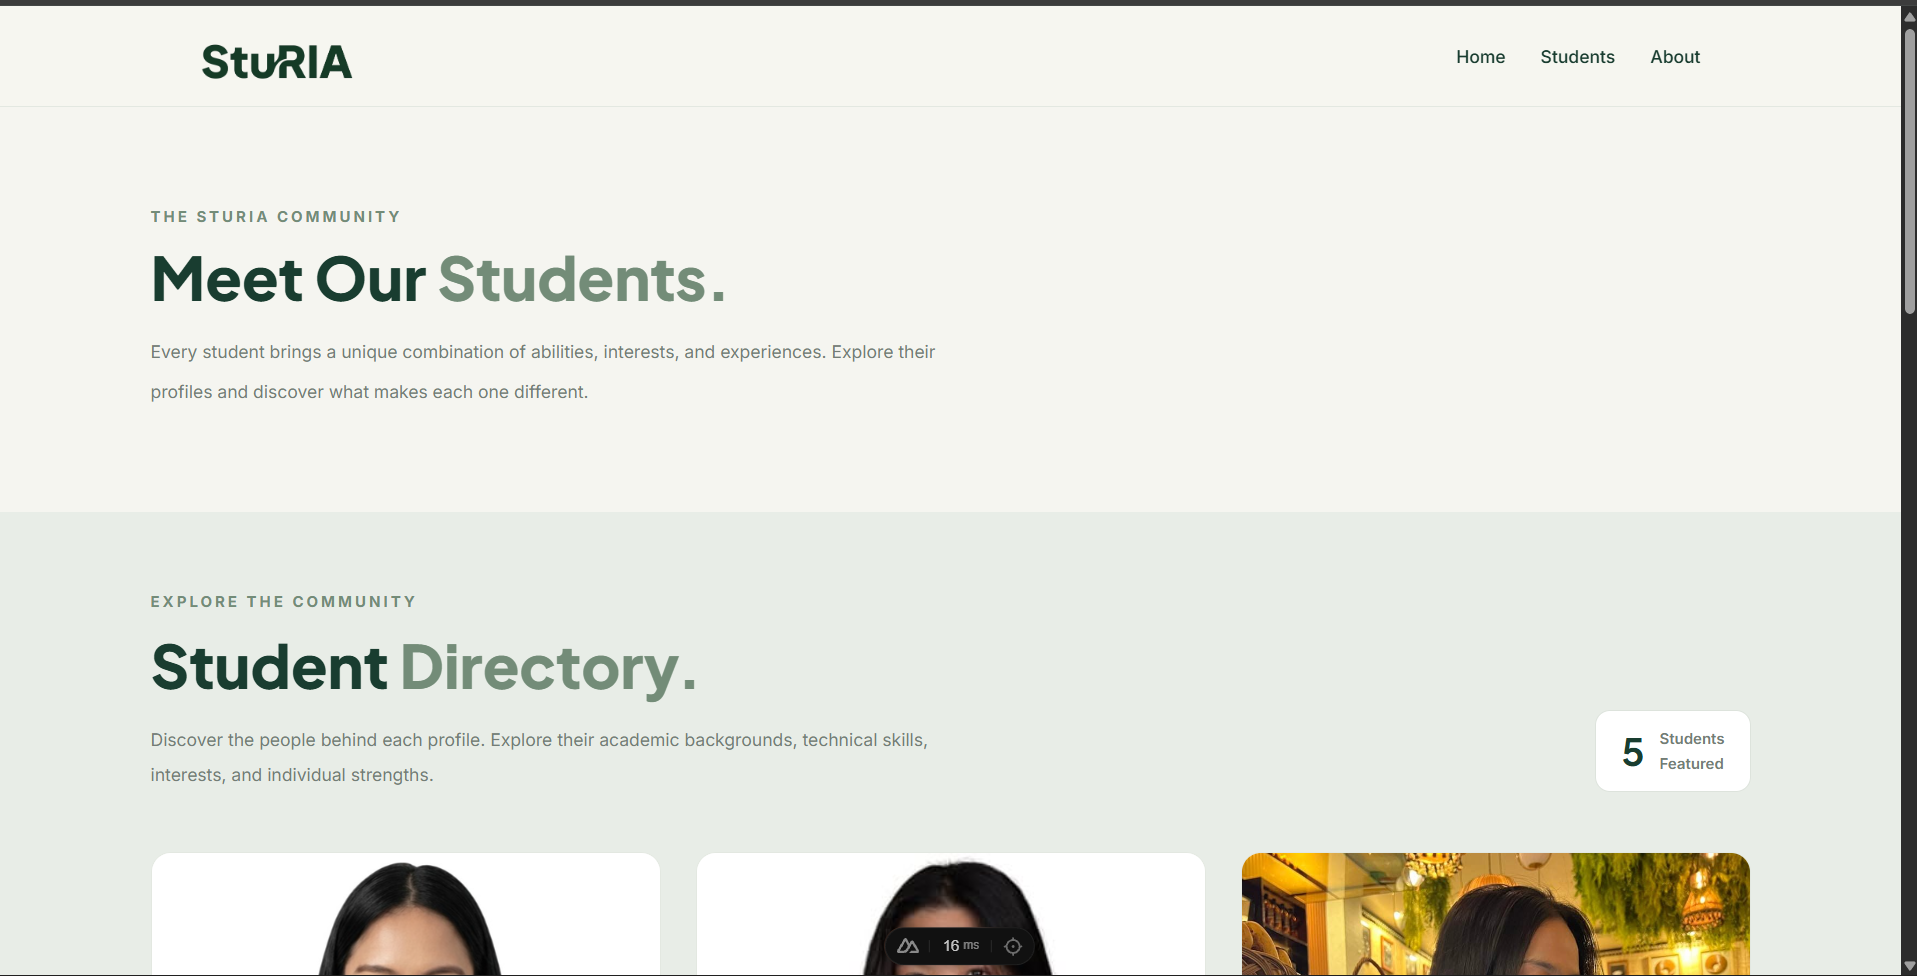 StuRIA
Home
Students
About
THE STURIA COMMUNITY
Meet Our Students.
Every student brings a unique combination of abilities, interests, and experiences. Explore their
profiles and discover what makes each one different.
EXPLORE THE COMMUNITY
Student Directory.
Discover the people behind each profile. Explore their academic backgrounds, technical skills,
interests, and individual strengths.
5
Students
Featured
16 ms